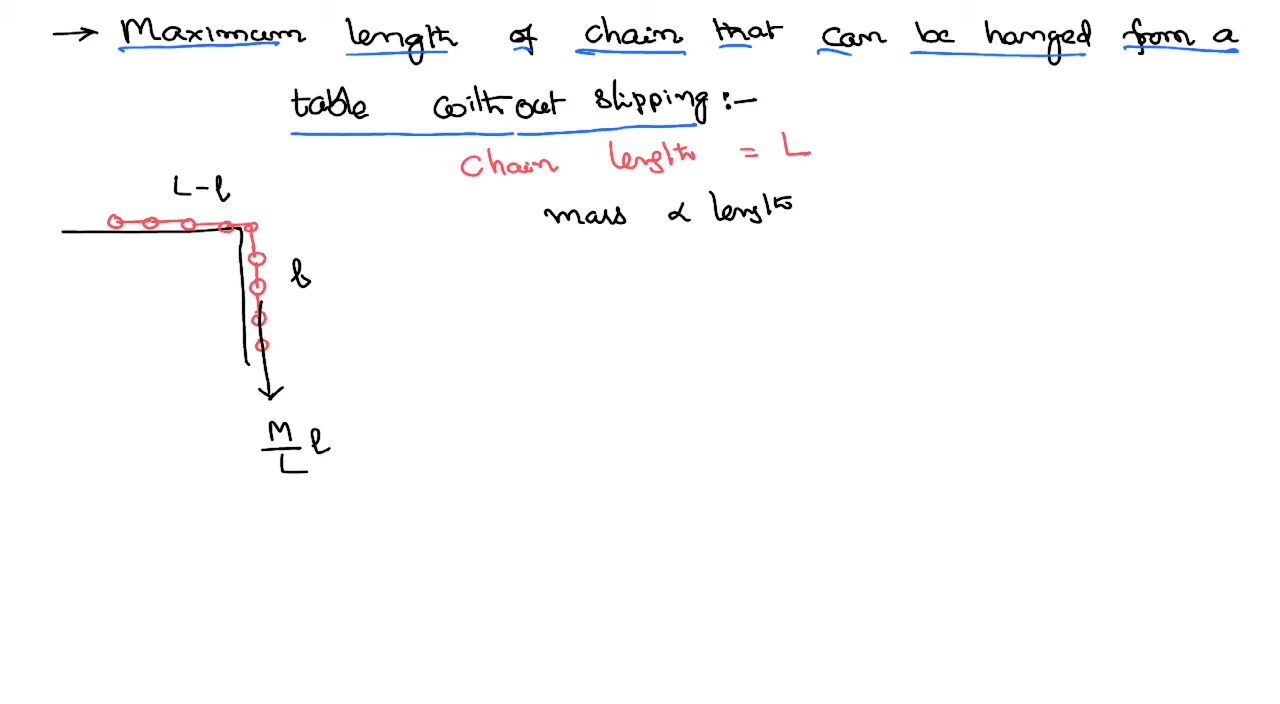 → Maximum length of chain that can be hanged from a
table without slipping :-
chain length = L
mass ∝ length
L-l
l
M/L l